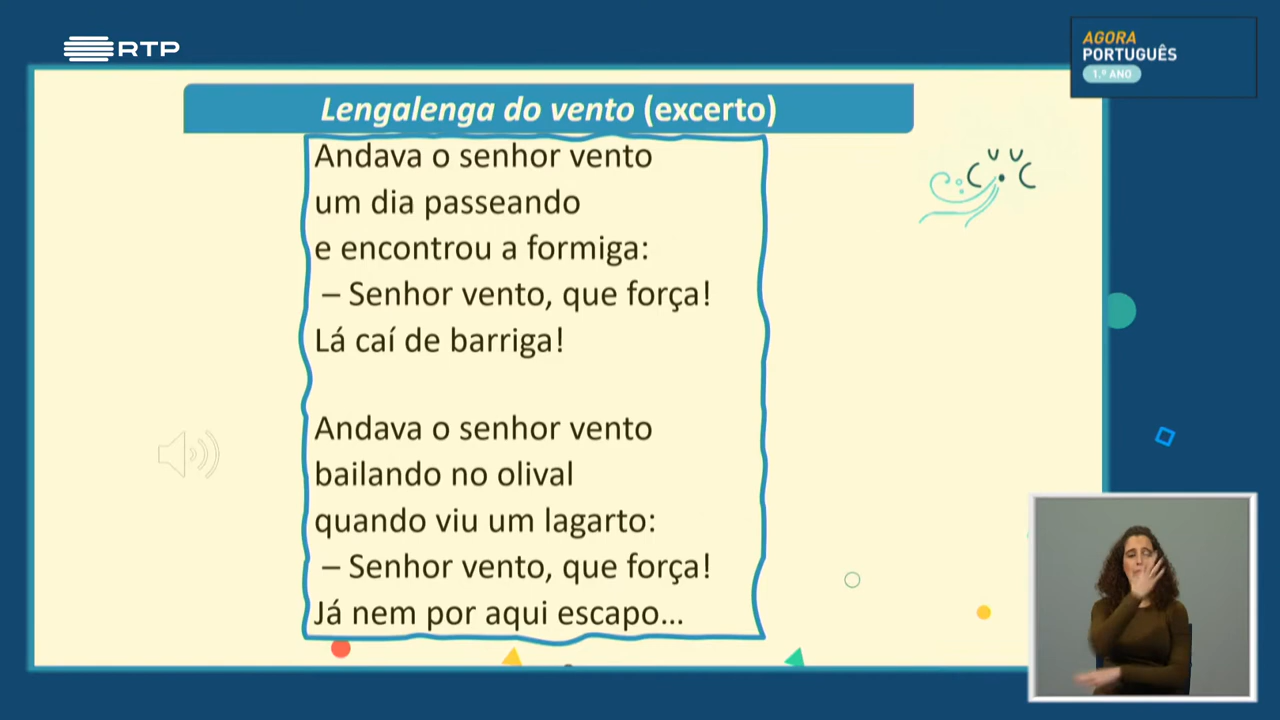 RTP
AGORA
PORTUGUÊS
1.º ANO
Lengalenga do vento (excerto)
Andava o senhor vento
um dia passeando
e encontrou a formiga:
– Senhor vento, que força!
Lá caí de barriga!
Andava o senhor vento
bailando no olival
quando viu um lagarto:
– Senhor vento, que força!
Já nem por aqui escapo...